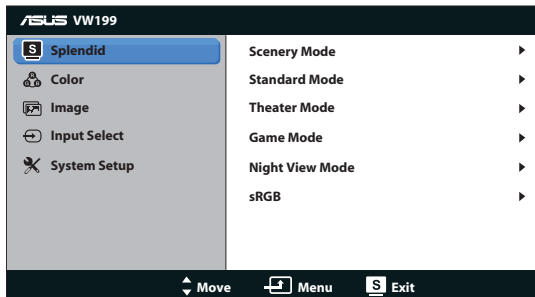 ASUS VW199
S Splendid
Color
Image
Input Select
System Setup
Scenery Mode
Standard Mode
Theater Mode
Game Mode
Night View Mode
sRGB
Move Menu S Exit